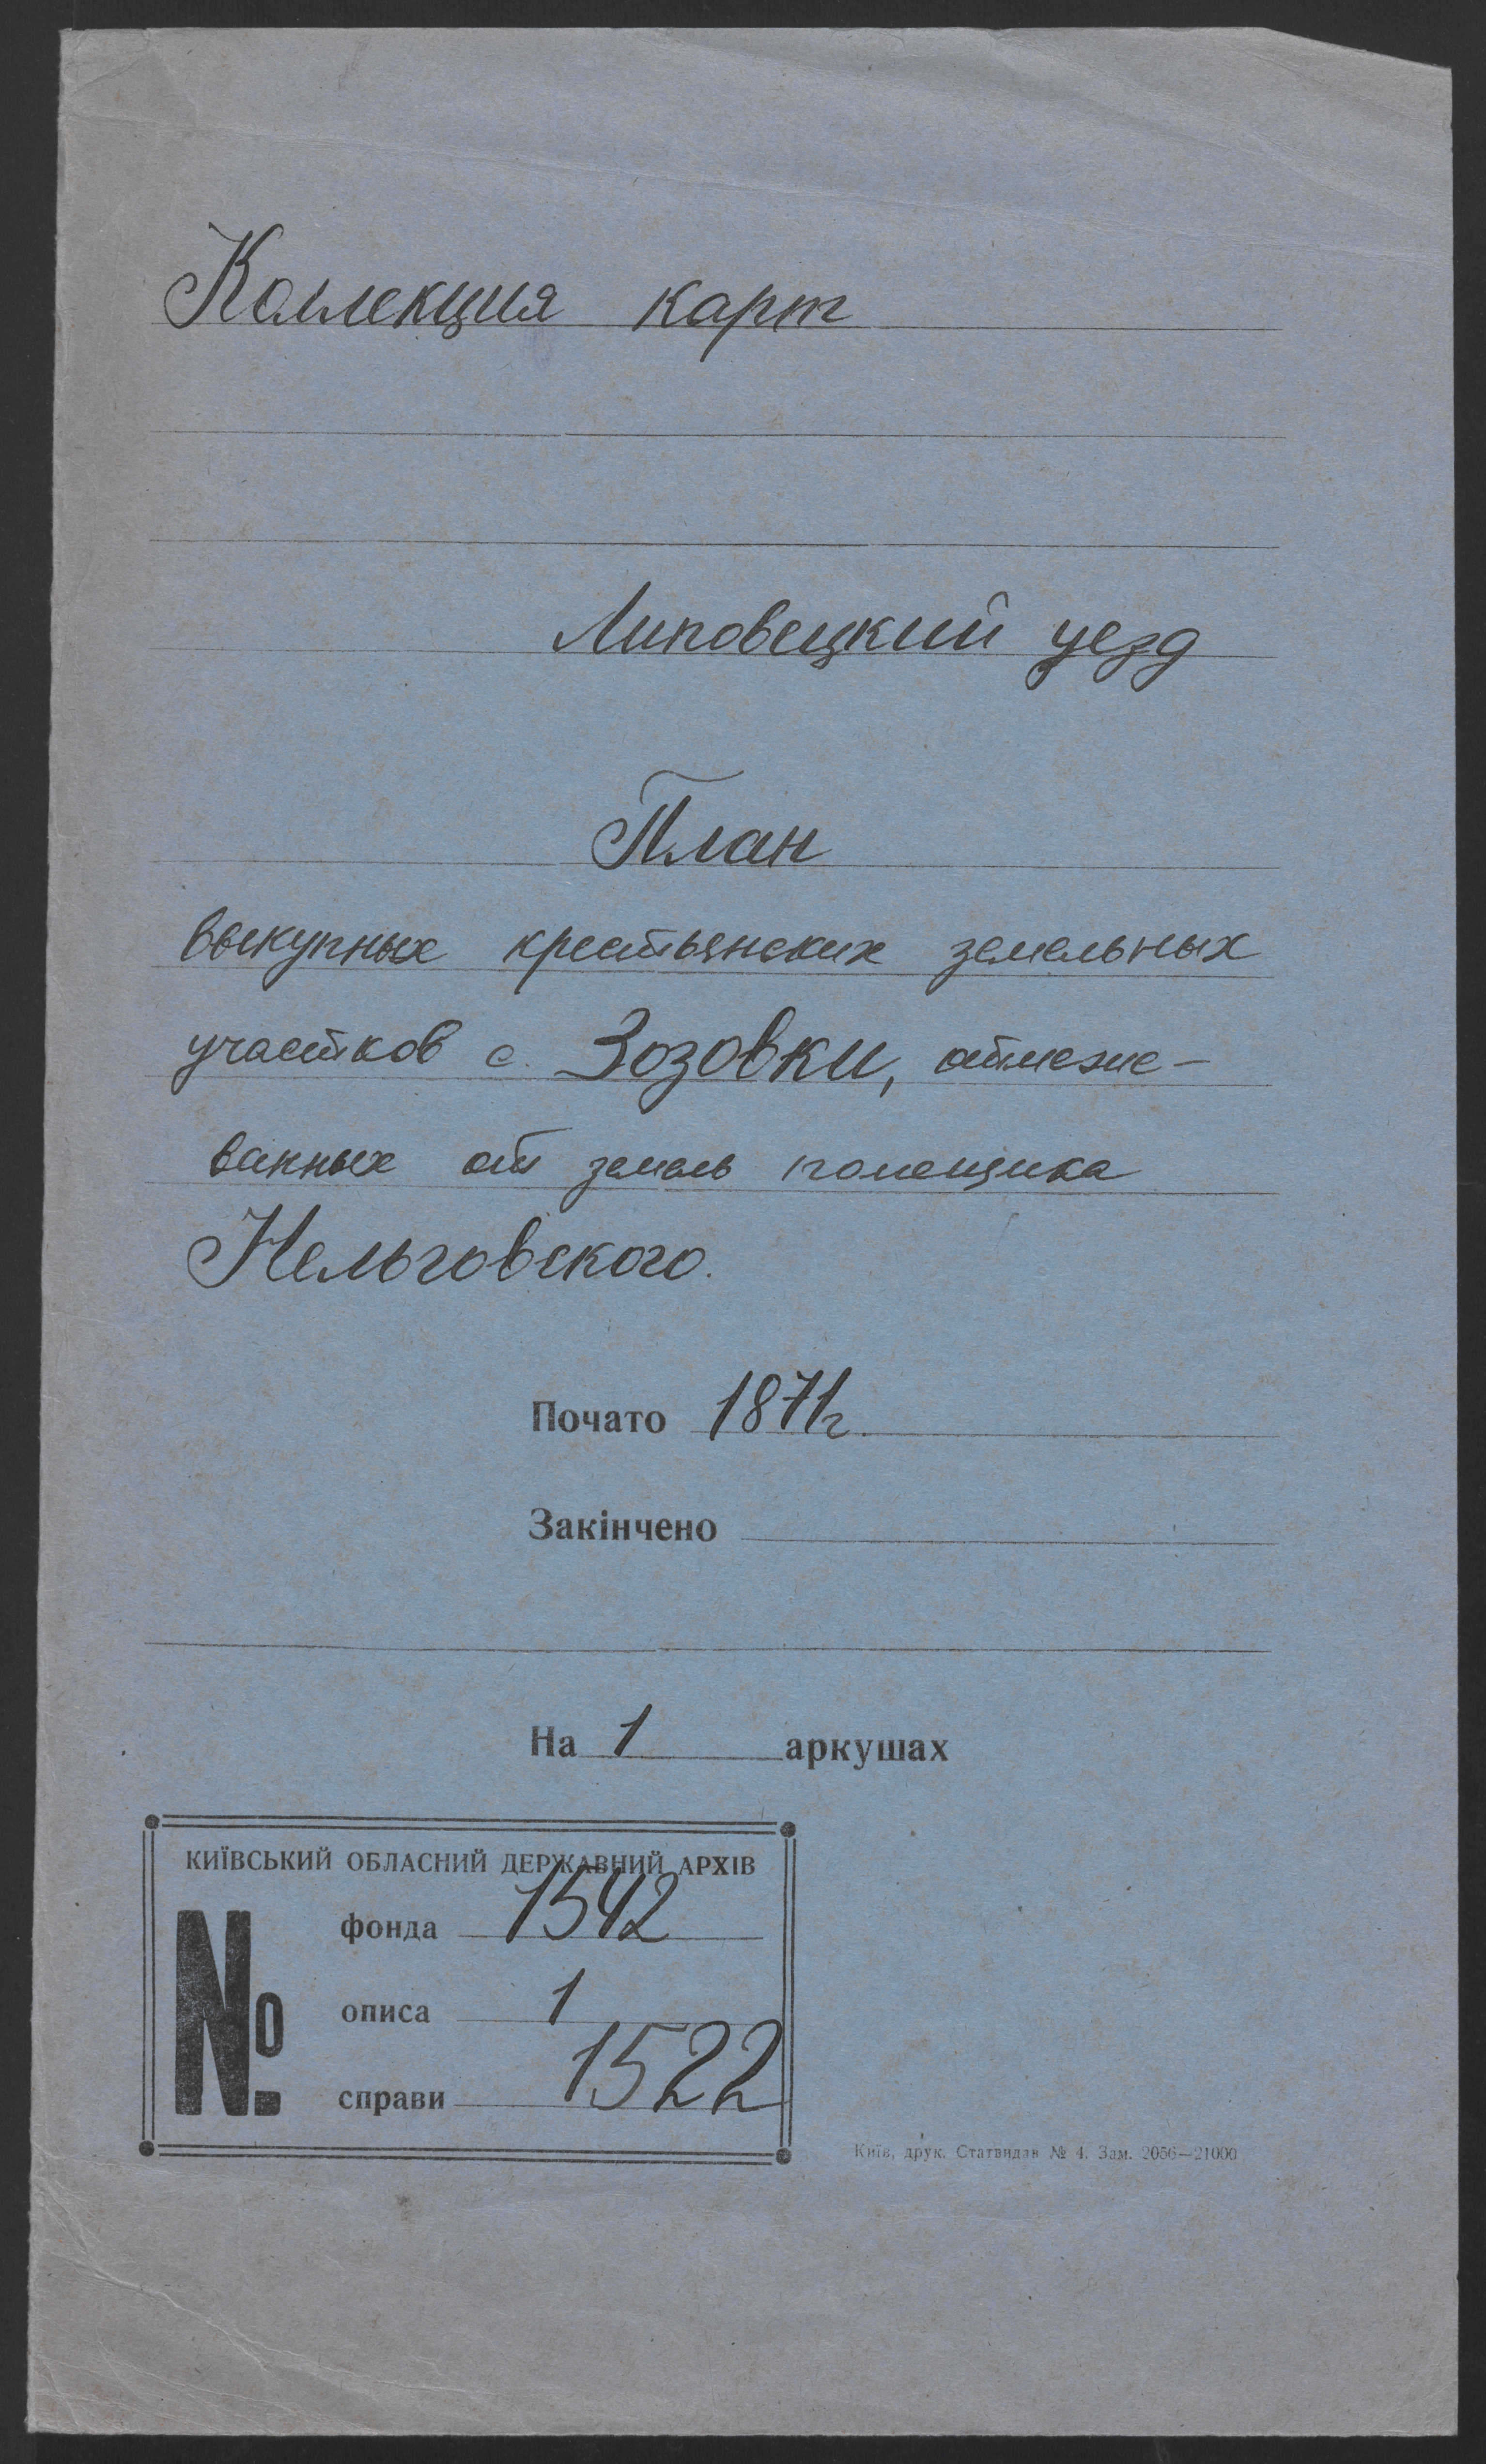 Коллекция карт
Липовецкий уезд
План
выкупных крестьянских земельных
участков с. Зозовки, отмеже-
ванных от земель помещика
Нельговского.
Почато 1871г.
Закінчено
На 1 аркушах
КИЇВСЬКИЙ ОБЛАСНИЙ ДЕРЖАВНИЙ АРХІВ
№
фонда 1542
описа 1
справи 1522
Київ, друк. Статвидав № 4. Зам. 2056—21000